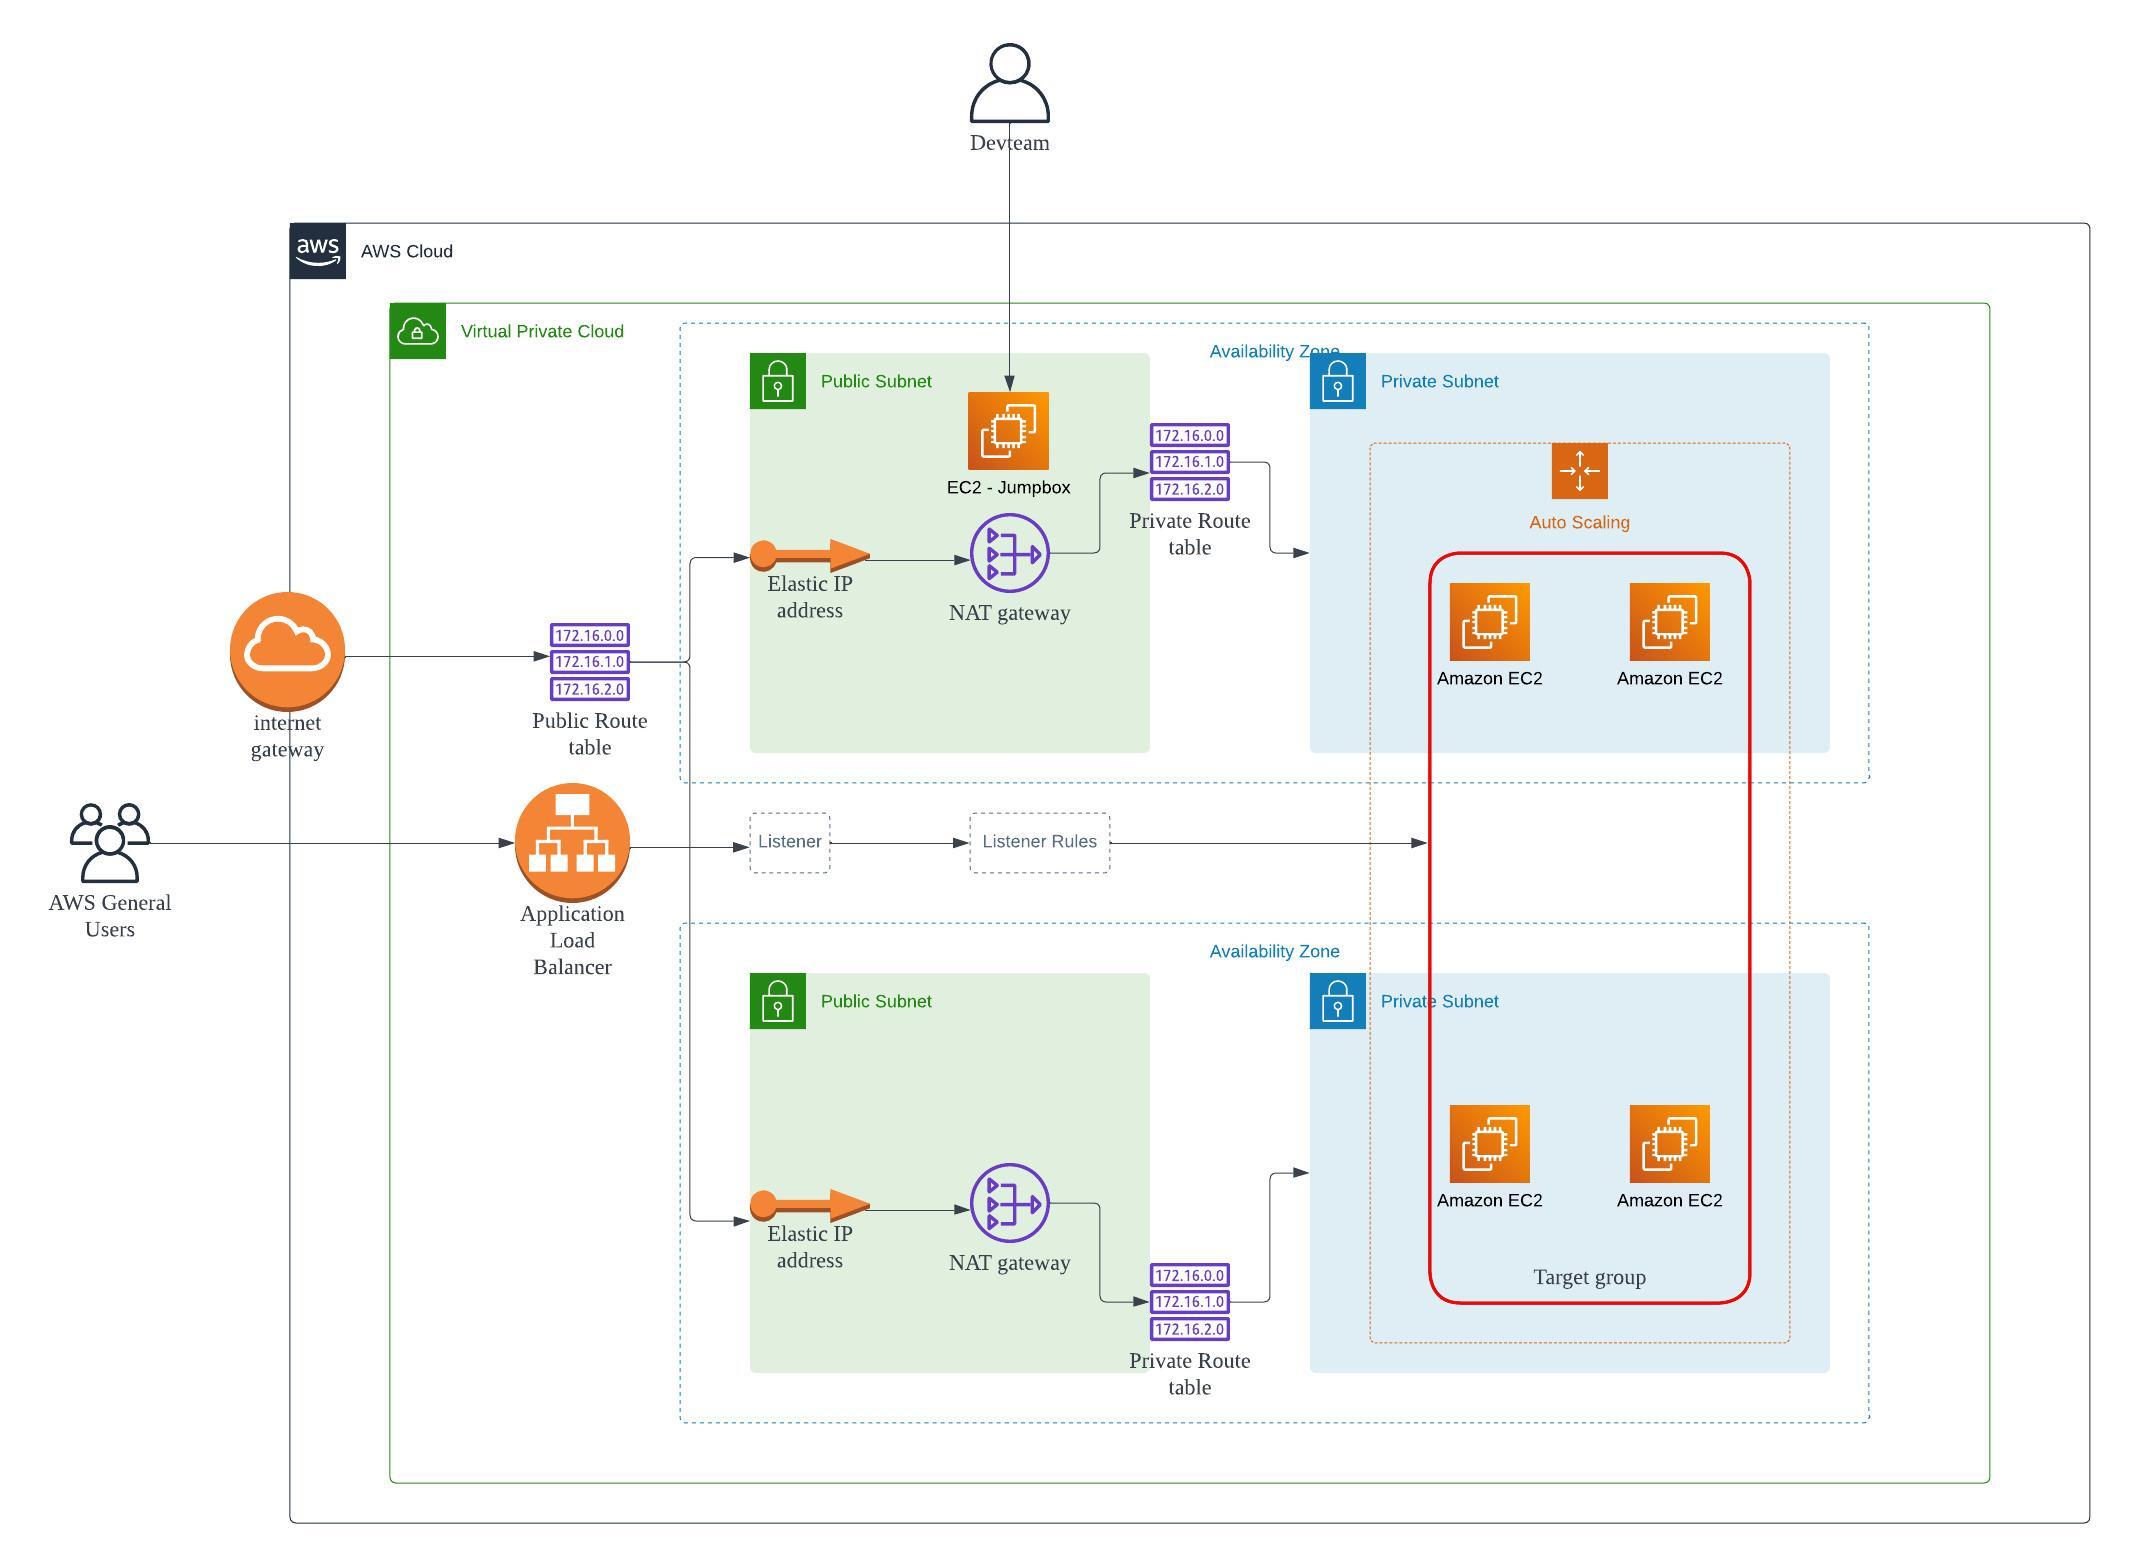 Devteam
aws
AWS Cloud
Virtual Private Cloud
Availability Zone
Public Subnet
Private Subnet
172.16.0.0
172.16.1.0
172.16.2.0
EC2 - Jumpbox
Private Route
table
Auto Scaling
Elastic IP
address
NAT gateway
172.16.0.0
172.16.1.0
172.16.2.0
Public Route
table
Amazon EC2
Amazon EC2
internet
gateway
Listener
Listener Rules
AWS General
Users
Application
Load
Balancer
Availability Zone
Public Subnet
Private Subnet
Amazon EC2
Amazon EC2
Elastic IP
address
NAT gateway
172.16.0.0
172.16.1.0
172.16.2.0
Target group
Private Route
table